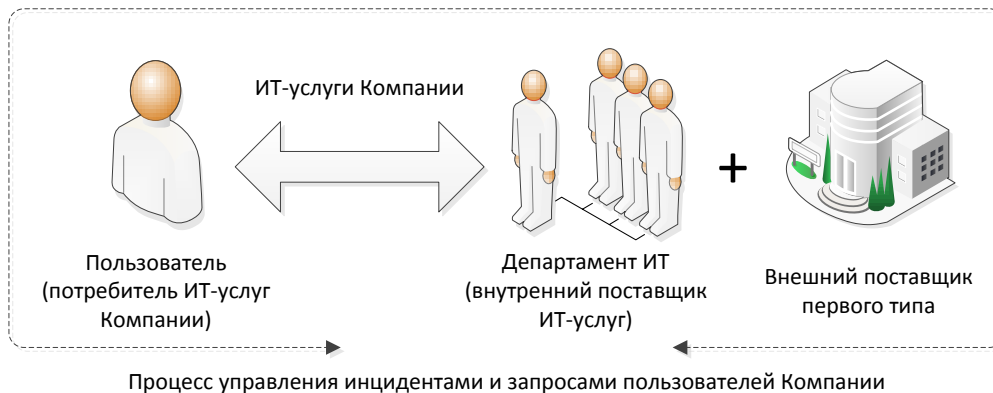 ИТ-услуги Компании
Пользователь
(потребитель ИТ-услуг
Компании)
Департамент ИТ
(внутренний поставщик
ИТ-услуг)
+
Внешний поставщик
первого типа
Процесс управления инцидентами и запросами пользователей Компании